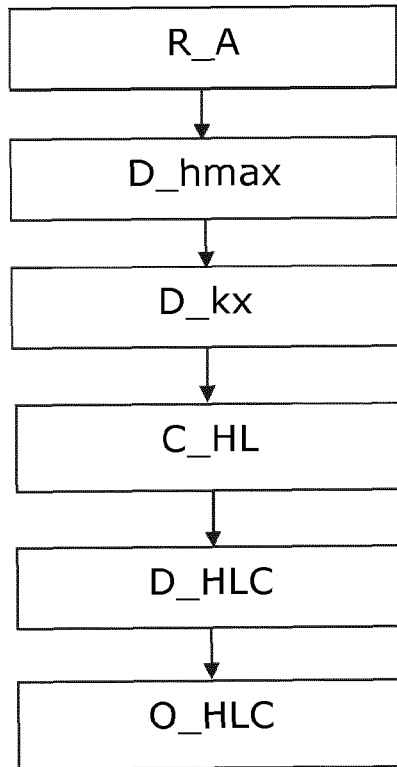 R_A
D_hmax
D_kx
C_HL
D_HLC
O_HLC